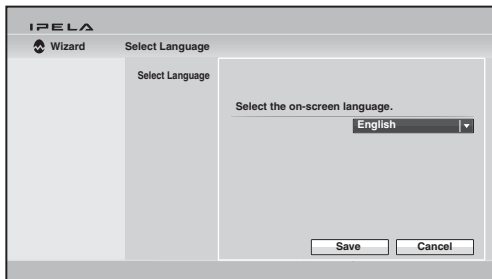 IPELA
Wizard Select Language
Select Language
Select the on-screen language.
English
Save Cancel